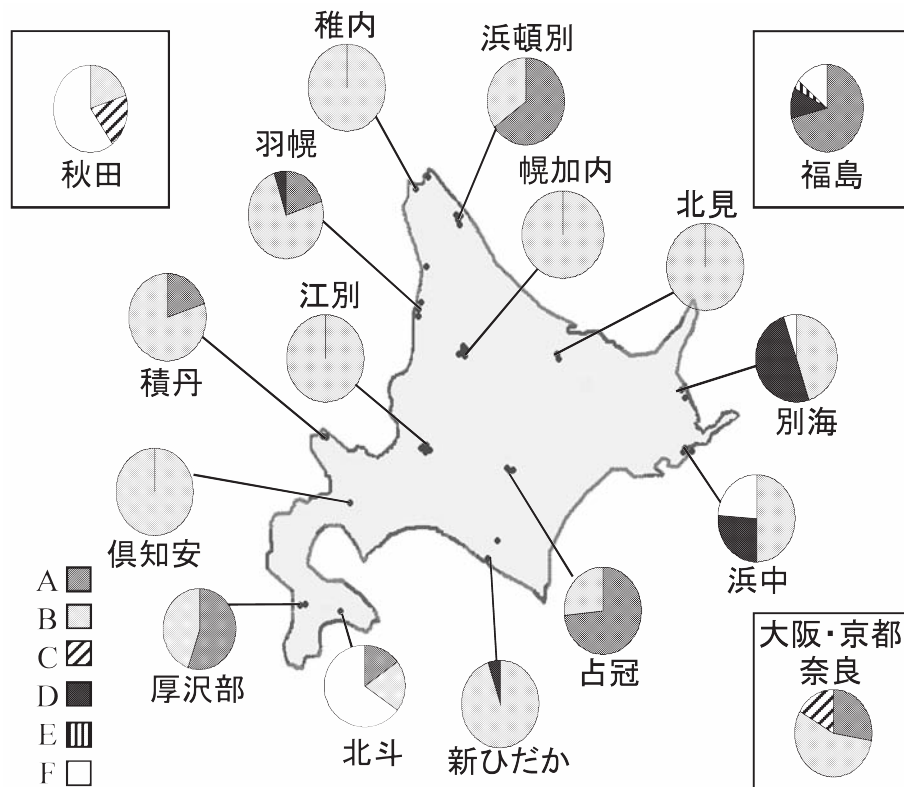 稚内
浜頓別
秋田
羽幌
幌加内
北見
福島
積丹
江別
別海
倶知安
浜中
A
B
C
D
E
F
厚沢部
北斗
新ひだか
占冠
大阪・京都
奈良